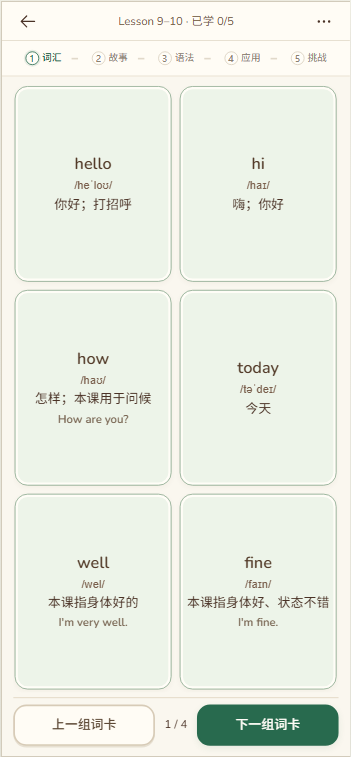 Lesson 9–10 · 已学 0/5
1 词汇 – 2 故事 – 3 语法 – 4 应用 – 5 挑战
hello
/heˈloʊ/
你好；打招呼
hi
/haɪ/
嗨；你好
how
/haʊ/
怎样；本课用于问候
How are you?
today
/təˈdeɪ/
今天
well
/wel/
本课指身体好的
I'm very well.
fine
/faɪn/
本课指身体好、状态不错
I'm fine.
上一组词卡
1 / 4
下一组词卡